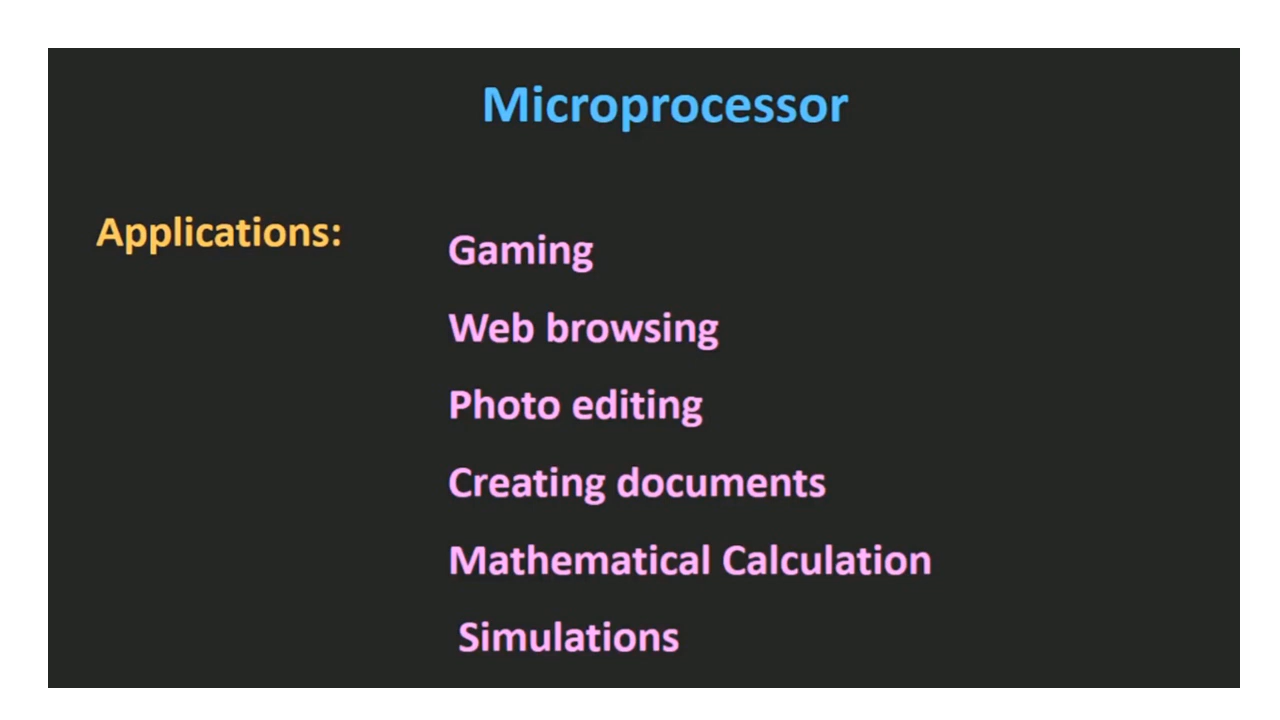 Microprocessor
Applications:
Gaming
Web browsing
Photo editing
Creating documents
Mathematical Calculation
Simulations